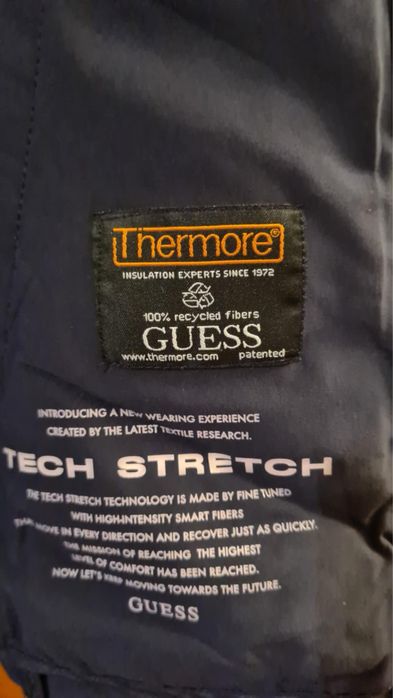 Thermore®
INSULATION EXPERTS SINCE 1972
100% recycled fibers
GUESS
www.thermore.com patented
INTRODUCING A NEW WEARING EXPERIENCE
CREATED BY THE LATEST TEXTILE RESEARCH.
TECH STRETCH
THE TECH STRETCH TECHNOLOGY IS MADE BY FINE TUNED
WITH HIGH-INTENSITY SMART FIBERS
THAT MOVE IN EVERY DIRECTION AND RECOVER JUST AS QUICKLY.
THE MISSION OF REACHING THE HIGHEST
LEVEL OF COMFORT HAS BEEN REACHED.
NOW LET'S KEEP MOVING TOWARDS THE FUTURE.
GUESS